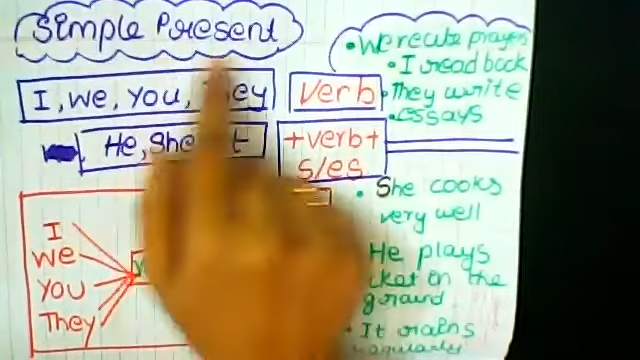 Simple Present
I, we, you, They
verb
He, She
+verb+
s/es
• We recite prayers
• I read book
• They write
• essays
• She cooks
very well
He plays
on the
ground
• It rains
I
We
You
They